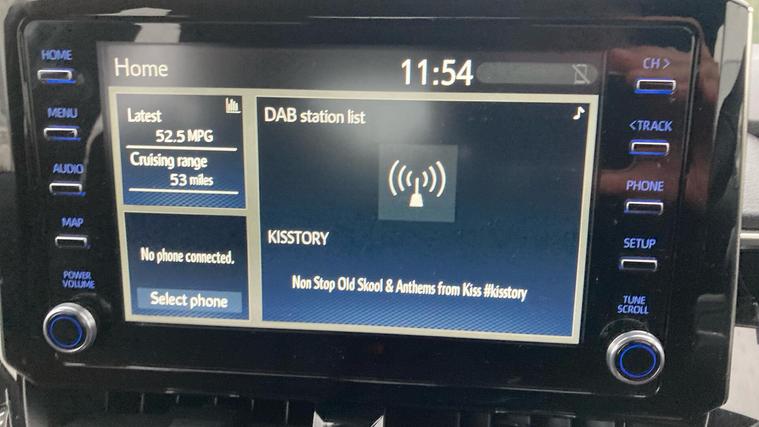 HOME
MENU
AUDIO
MAP
POWER
VOLUME
Home
11:54
Latest
52.5 MPG
Cruising range
53 miles
No phone connected.
Select phone
DAB station list
KISSTORY
Non Stop Old Skool & Anthems from Kiss #kisstory
CH >
< TRACK
PHONE
SETUP
TUNE
SCROLL